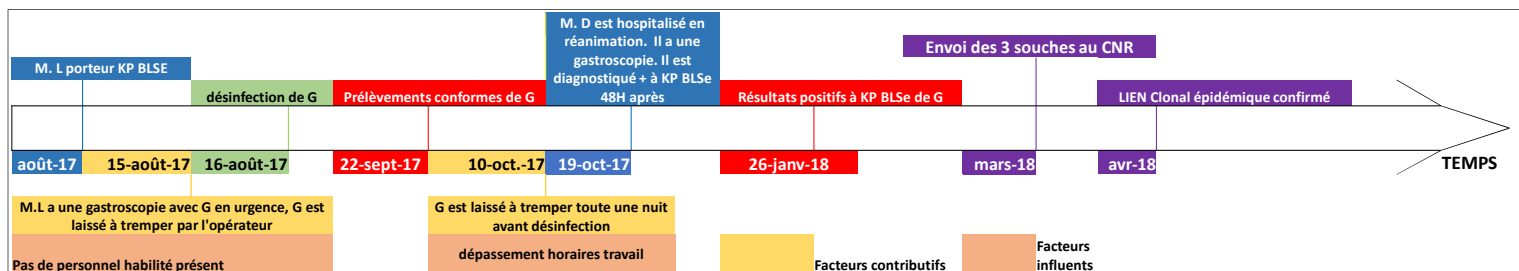 M. D est hospitalisé en
réanimation. Il a une
gastroscopie. Il est
diagnostiqué + à KP BLSe
48H après
Envoi des 3 souches au CNR
M. L porteur KP BLSE
désinfection de G
Prélèvements conformes de G
Résultats positifs à KP BLSe de G
LIEN Clonal épidémique confirmé
août-17
15-août-17
16-août-17
22-sept-17
10-oct.-17
19-oct-17
26-janv-18
mars-18
avr-18
TEMPS
M.L a une gastroscopie avec G en urgence, G est
laissé à tremper par l'opérateur
G est laissé à tremper toute une nuit
avant désinfection
Pas de personnel habilité présent
dépassement horaires travail
Facteurs contributifs
Facteurs
influents